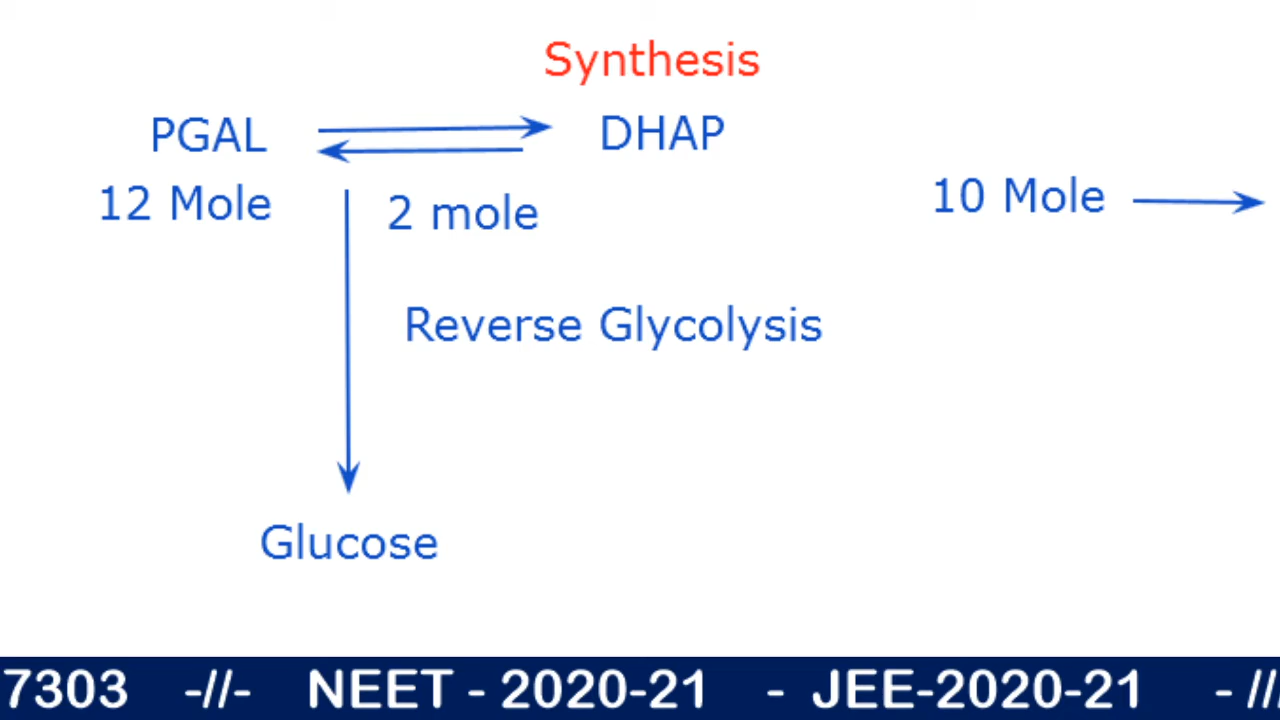 Synthesis
PGAL DHAP
12 Mole 2 mole 10 Mole
Reverse Glycolysis
Glucose
7303 -//- NEET - 2020-21 - JEE-2020-21 - //